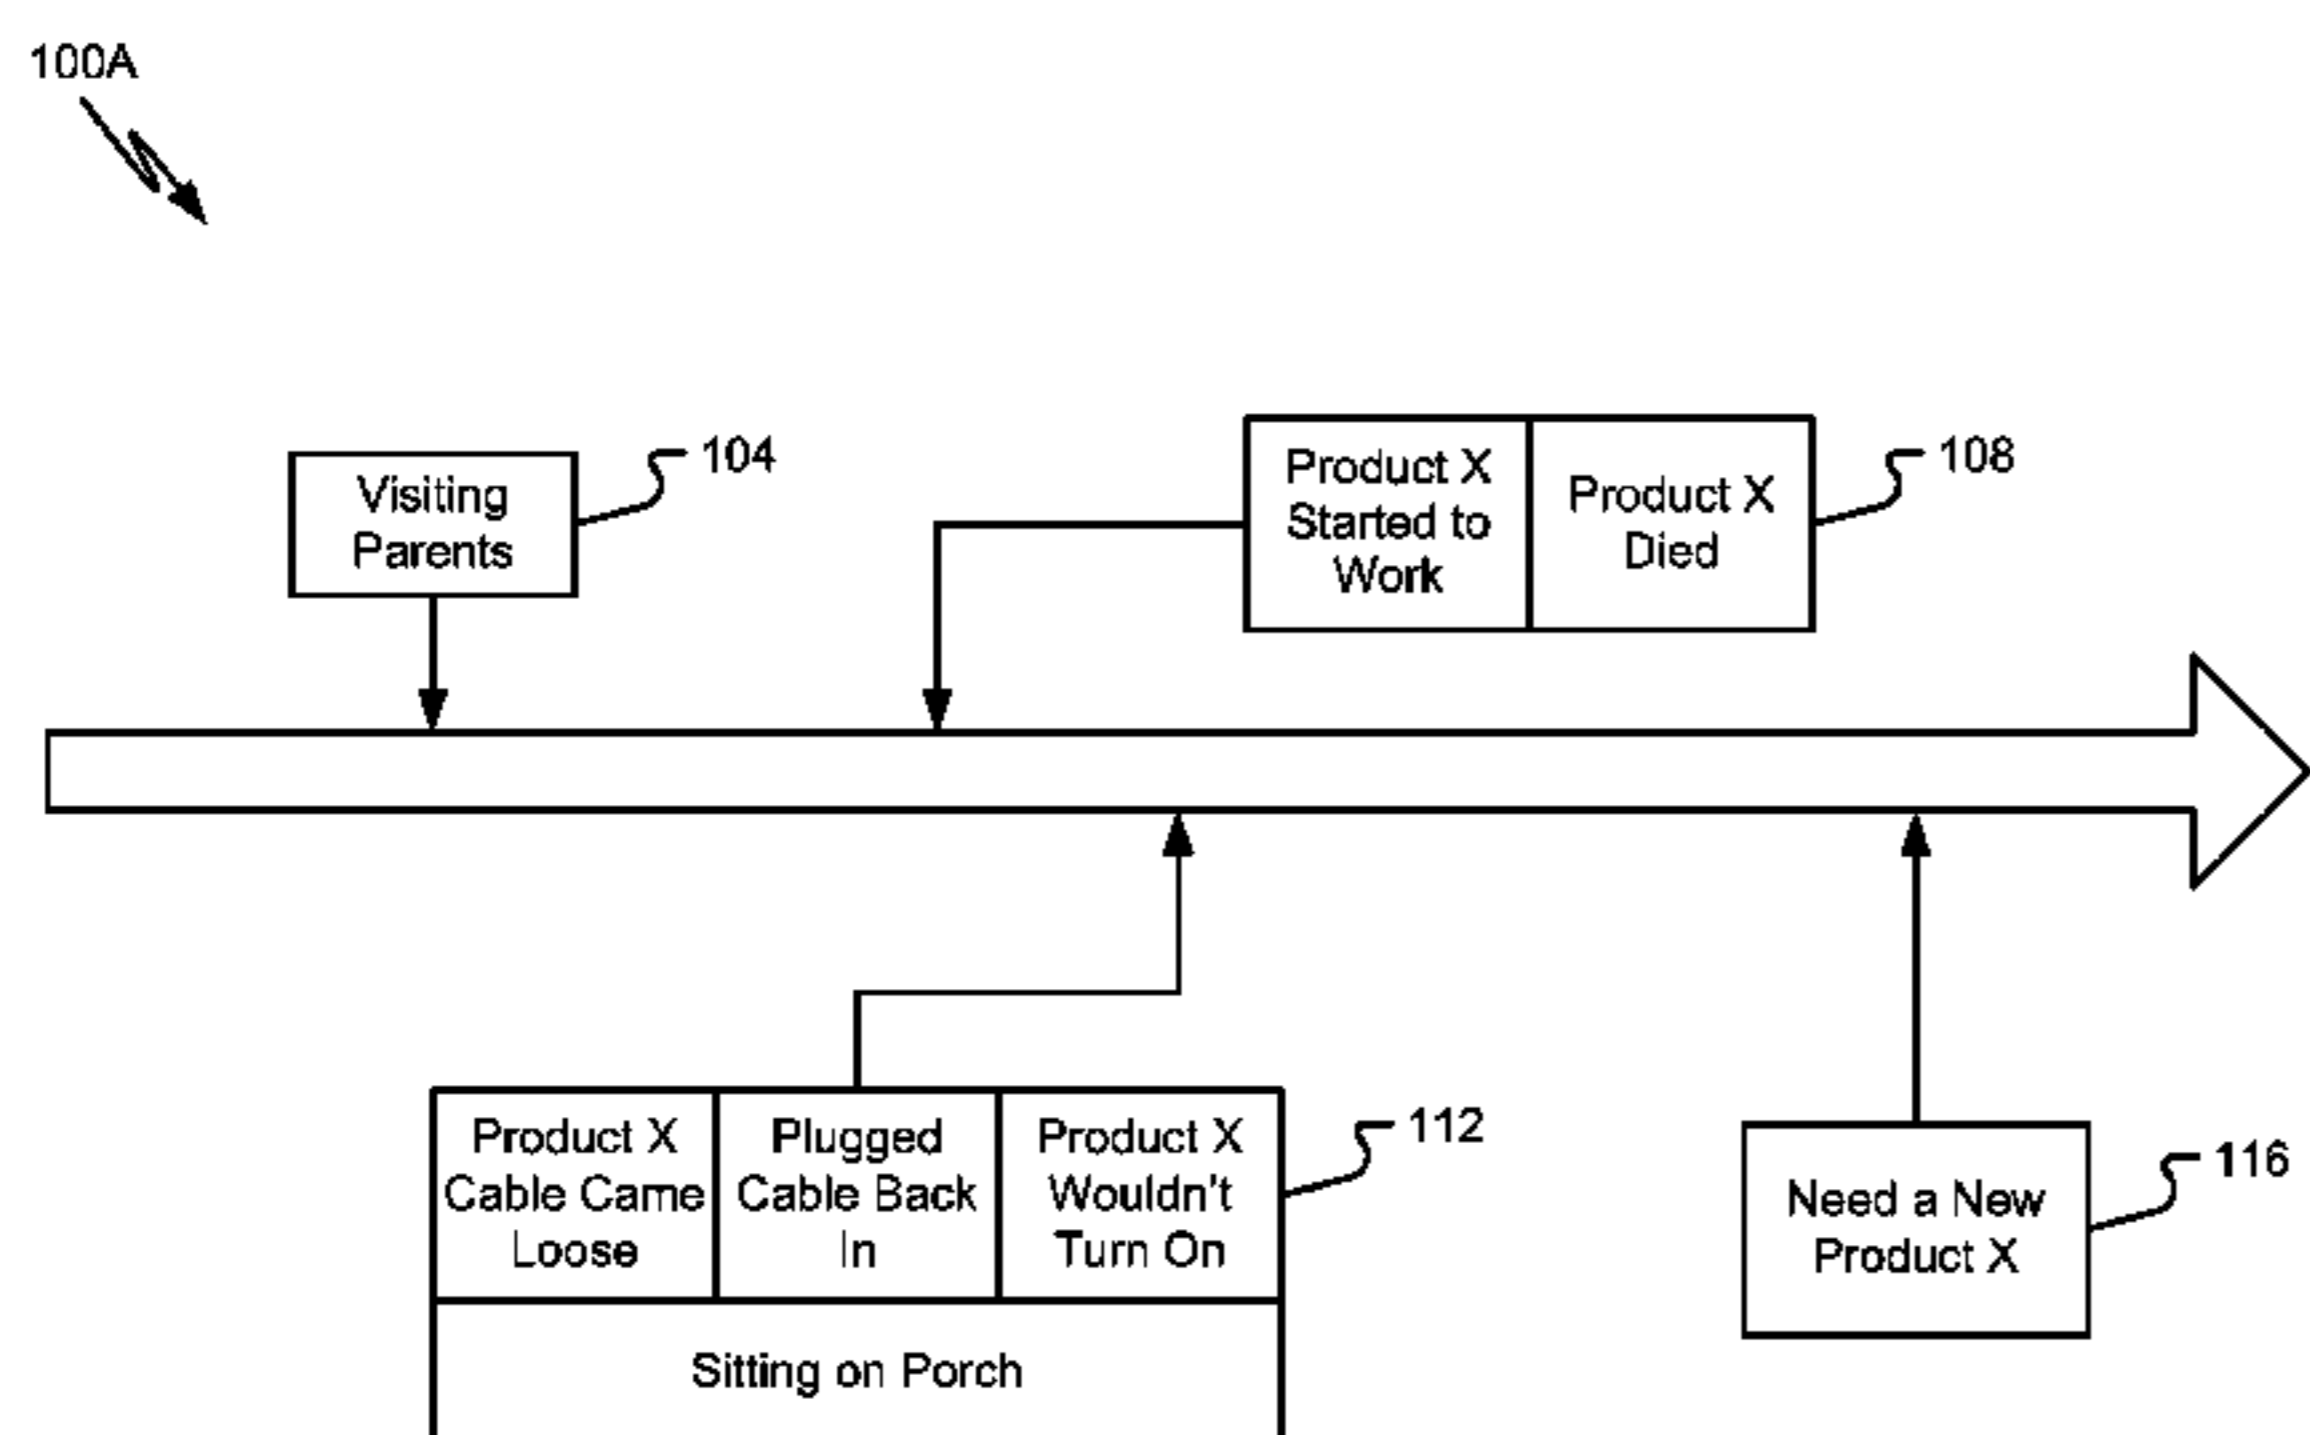 100A
Visiting
Parents
104
Product X
Started to
Work
Product X
Died
108
Product X
Cable Came
Loose
Plugged
Cable Back
In
Product X
Wouldn't
Turn On
112
Sitting on Porch
Need a New
Product X
116